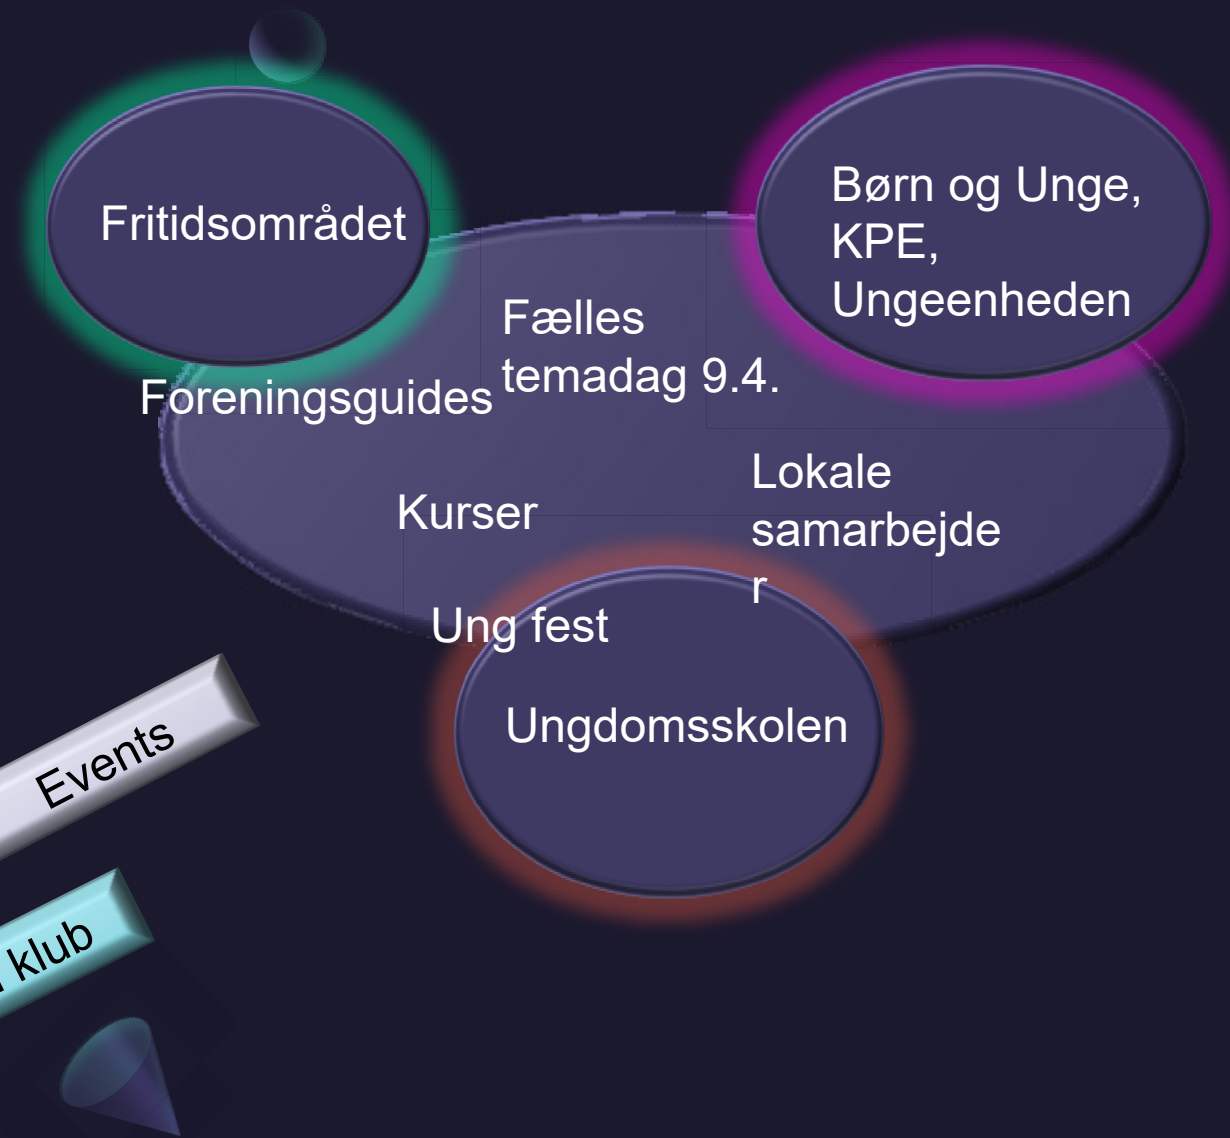 Fritidsområdet
Børn og Unge,
KPE,
Ungeenheden
Fælles
temadag 9.4.
Foreningsguides
Kurser
Lokale
samarbejde
r
Ung fest
Ungdomsskolen
Events
klub